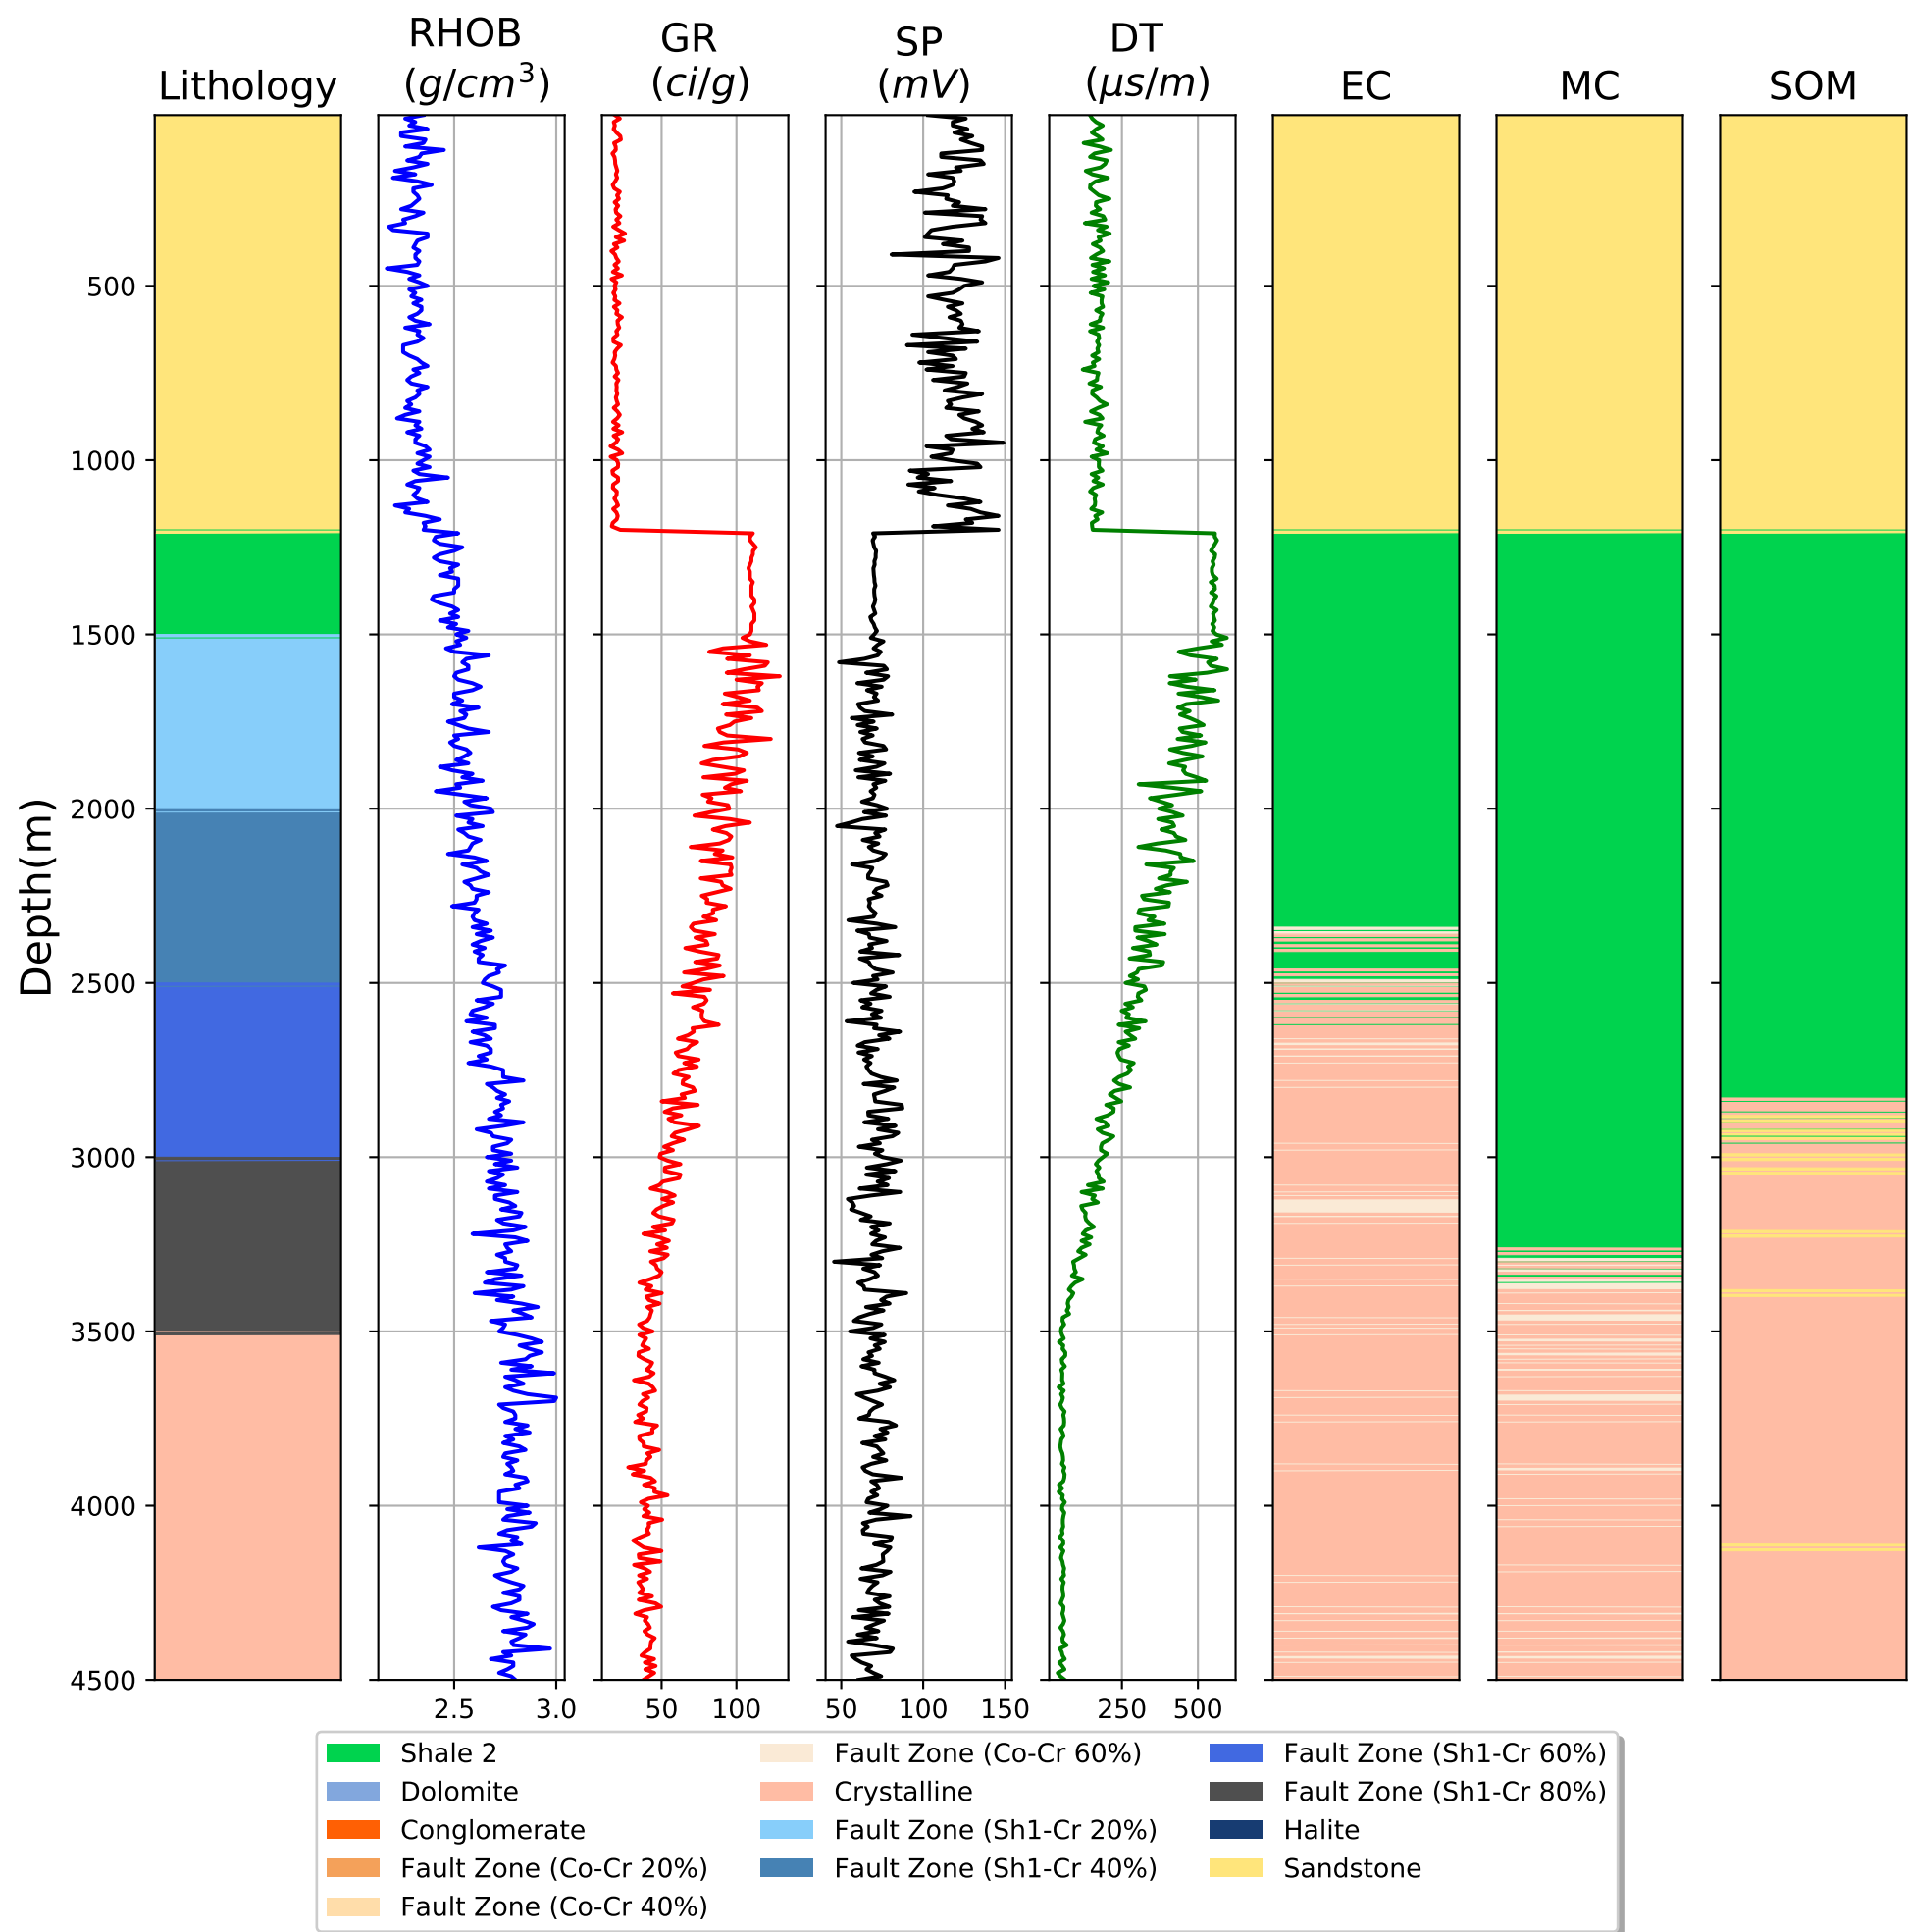 RHOB
(g/cm³)
GR
(ci/g)
SP
(mV)
DT
(μs/m)
Lithology
EC
MC
SOM
Depth(m)
500
1000
1500
2000
2500
3000
3500
4000
4500
2.5 3.0
50 100
50 100 150
250 500
Shale 2
Dolomite
Conglomerate
Fault Zone (Co-Cr 20%)
Fault Zone (Co-Cr 40%)
Fault Zone (Co-Cr 60%)
Crystalline
Fault Zone (Sh1-Cr 20%)
Fault Zone (Sh1-Cr 40%)
Fault Zone (Sh1-Cr 60%)
Fault Zone (Sh1-Cr 80%)
Halite
Sandstone